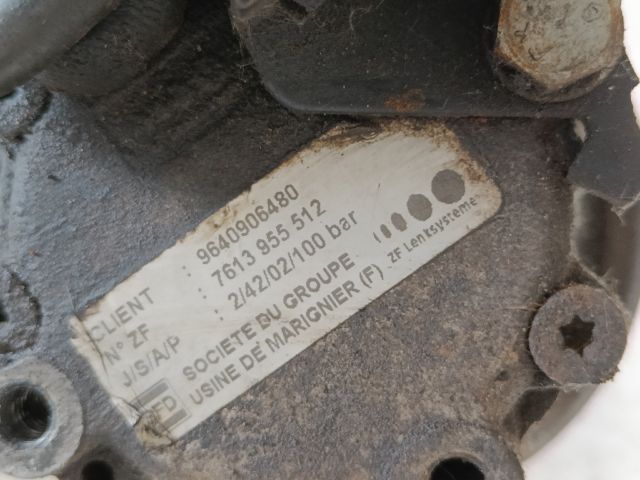 CLIENT : 9640906480
N° ZF : 7613 955 512
J/S/A/P : 2/42/02/100 bar
SOCIETE DU GROUPE
USINE DE MARIGNIER (F)
ZF Lenksysteme
FD